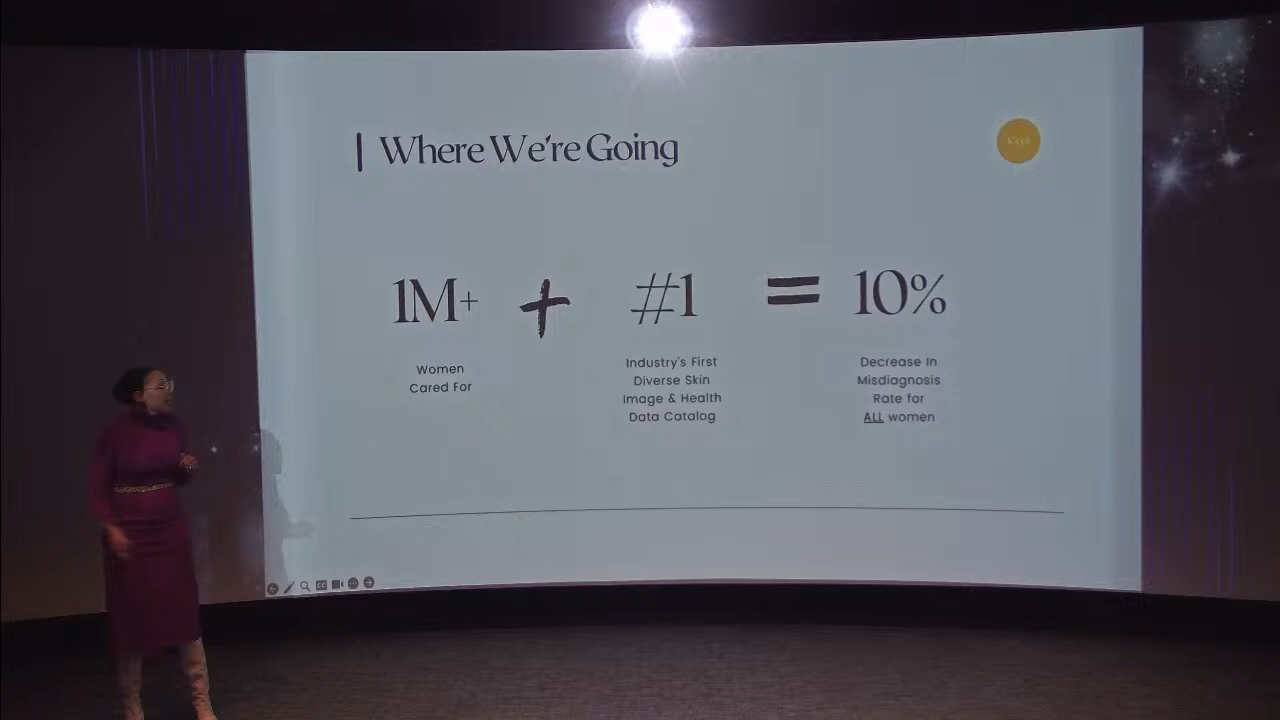 Where We're Going
1M+
+
#1
=
10%
Women
Cared For
Industry's First
Diverse Skin
Image & Health
Data Catalog
Decrease In
Misdiagnosis
Rate for
ALL women